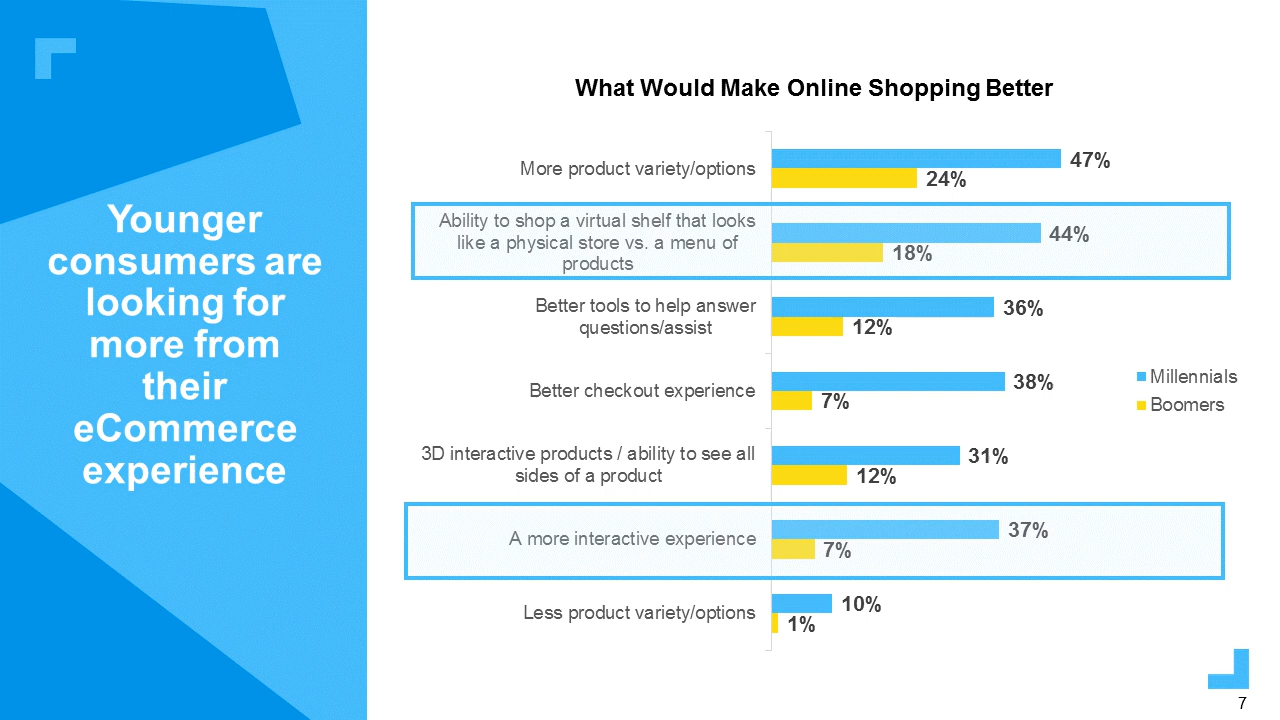 Younger
consumers are
looking for
more from
their
eCommerce
experience
What Would Make Online Shopping Better
More product variety/options
47%
24%
Ability to shop a virtual shelf that looks
like a physical store vs. a menu of
products
44%
18%
Better tools to help answer
questions/assist
36%
12%
Better checkout experience
38%
7%
3D interactive products / ability to see all
sides of a product
31%
12%
A more interactive experience
37%
7%
Less product variety/options
10%
1%
Millennials
Boomers
7